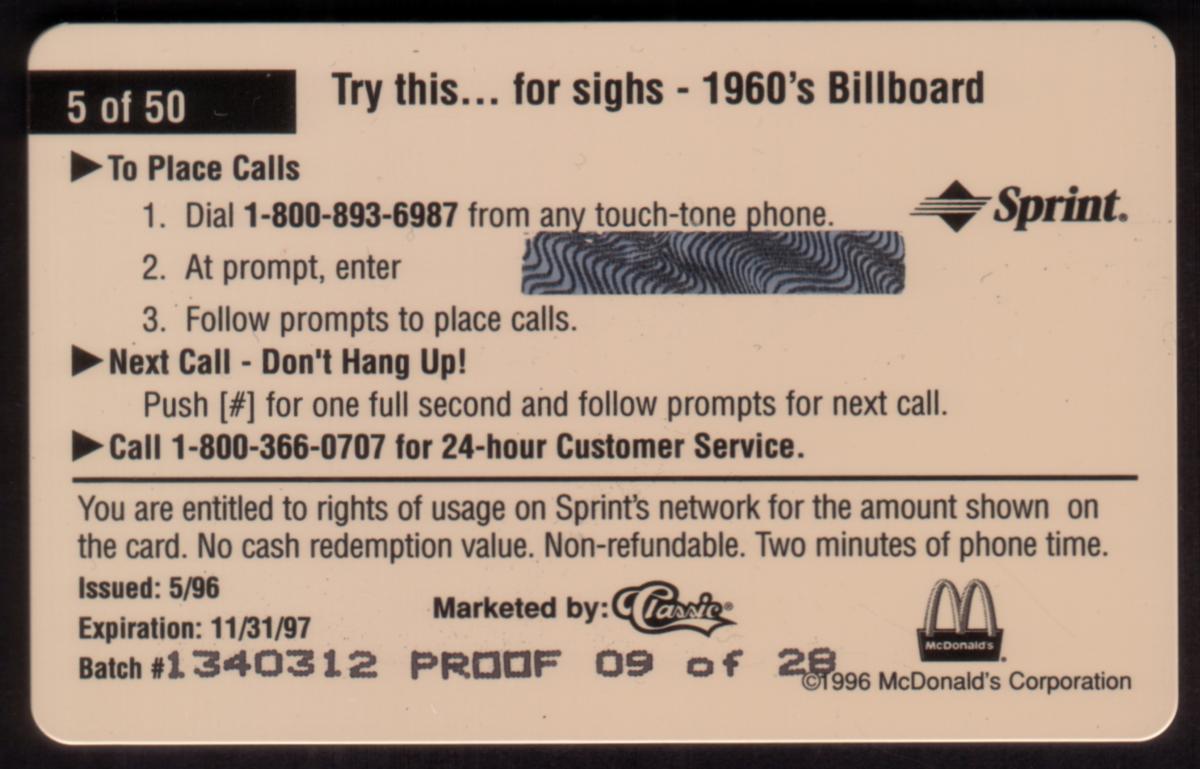 5 of 50
Try this... for sighs - 1960's Billboard
To Place Calls
1. Dial 1-800-893-6987 from any touch-tone phone.
Sprint.
2. At prompt, enter
3. Follow prompts to place calls.
Next Call - Don't Hang Up!
Push [#] for one full second and follow prompts for next call.
Call 1-800-366-0707 for 24-hour Customer Service.
You are entitled to rights of usage on Sprint's network for the amount shown on
the card. No cash redemption value. Non-refundable. Two minutes of phone time.
Issued: 5/96
Marketed by: Classic®
Expiration: 11/31/97
McDonald's®
Batch #1340312 PROOF 09 of 28
©1996 McDonald's Corporation